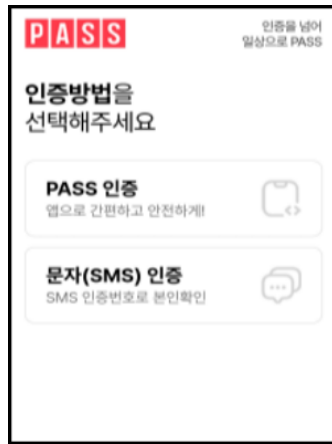 PASS
인증을 넘어
일상으로 PASS
인증방법을
선택해주세요
PASS 인증
앱으로 간편하고 안전하게!
문자(SMS) 인증
SMS 인증번호로 본인확인